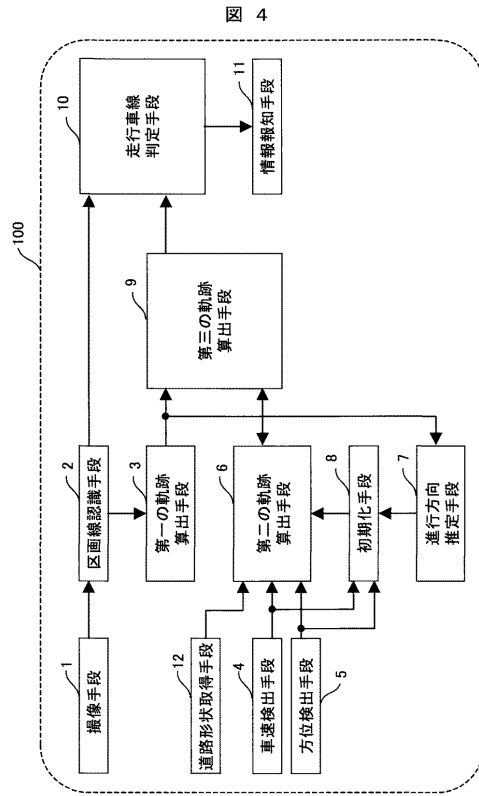 図 4
100
1
撮像手段
2
区画線認識手段
3
第一の軌跡
算出手段
12
道路形状取得手段
4
車速検出手段
5
方位検出手段
6
第二の軌跡
算出手段
8
初期化手段
7
進行方向
推定手段
9
第三の軌跡
算出手段
10
走行車線
判定手段
11
情報報知手段